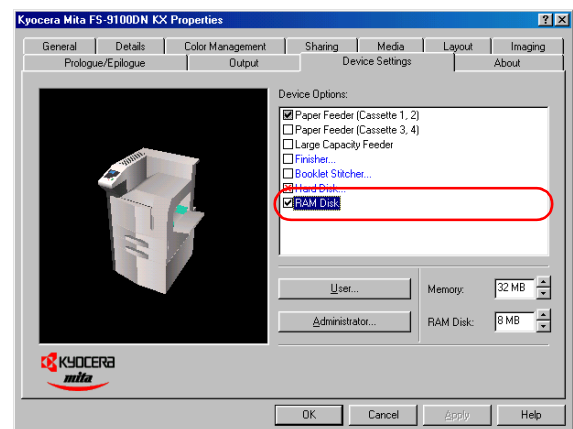 Kyocera Mita FS-9100DN KX Properties
General Details Color Management Sharing Media Layout Imaging
Prologue/Epilogue Output Device Settings About
Device Options:
Paper Feeder (Cassette 1, 2)
Paper Feeder (Cassette 3, 4)
Large Capacity Feeder
Finisher...
Booklet Stitcher...
Hard Disk...
RAM Disk
User... Memory: 32 MB
Administrator... RAM Disk: 8 MB
KYOCERA
mita
OK Cancel Apply Help